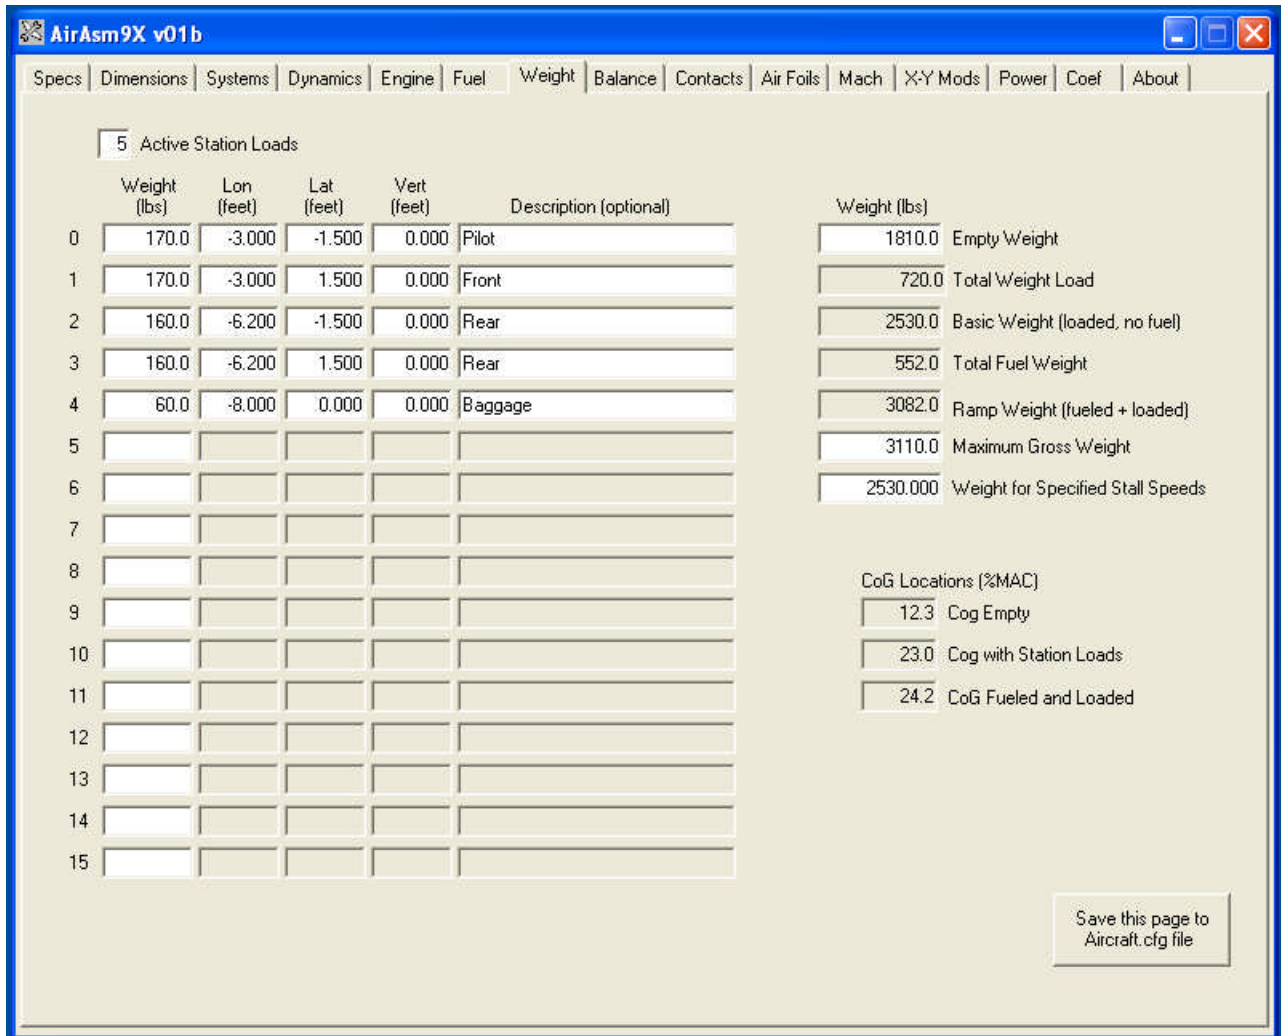 AirAsm9X v01b
Specs Dimensions Systems Dynamics Engine Fuel Weight Balance Contacts Air Foils Mach X-Y Mods Power Coef About
5 Active Station Loads
Weight (lbs) Lon (feet) Lat (feet) Vert (feet) Description (optional) Weight (lbs)
0 170.0 -3.000 -1.500 0.000 Pilot 1810.0 Empty Weight
1 170.0 -3.000 1.500 0.000 Front 720.0 Total Weight Load
2 160.0 -6.200 -1.500 0.000 Rear 2530.0 Basic Weight (loaded, no fuel)
3 160.0 -6.200 1.500 0.000 Rear 552.0 Total Fuel Weight
4 60.0 -8.000 0.000 0.000 Baggage 3082.0 Ramp Weight (fueled + loaded)
5 3110.0 Maximum Gross Weight
6 2530.000 Weight for Specified Stall Speeds
7
8 CoG Locations (%MAC)
9 12.3 Cog Empty
10 23.0 Cog with Station Loads
11 24.2 CoG Fueled and Loaded
12
13
14
15
Save this page to
Aircraft.cfg file